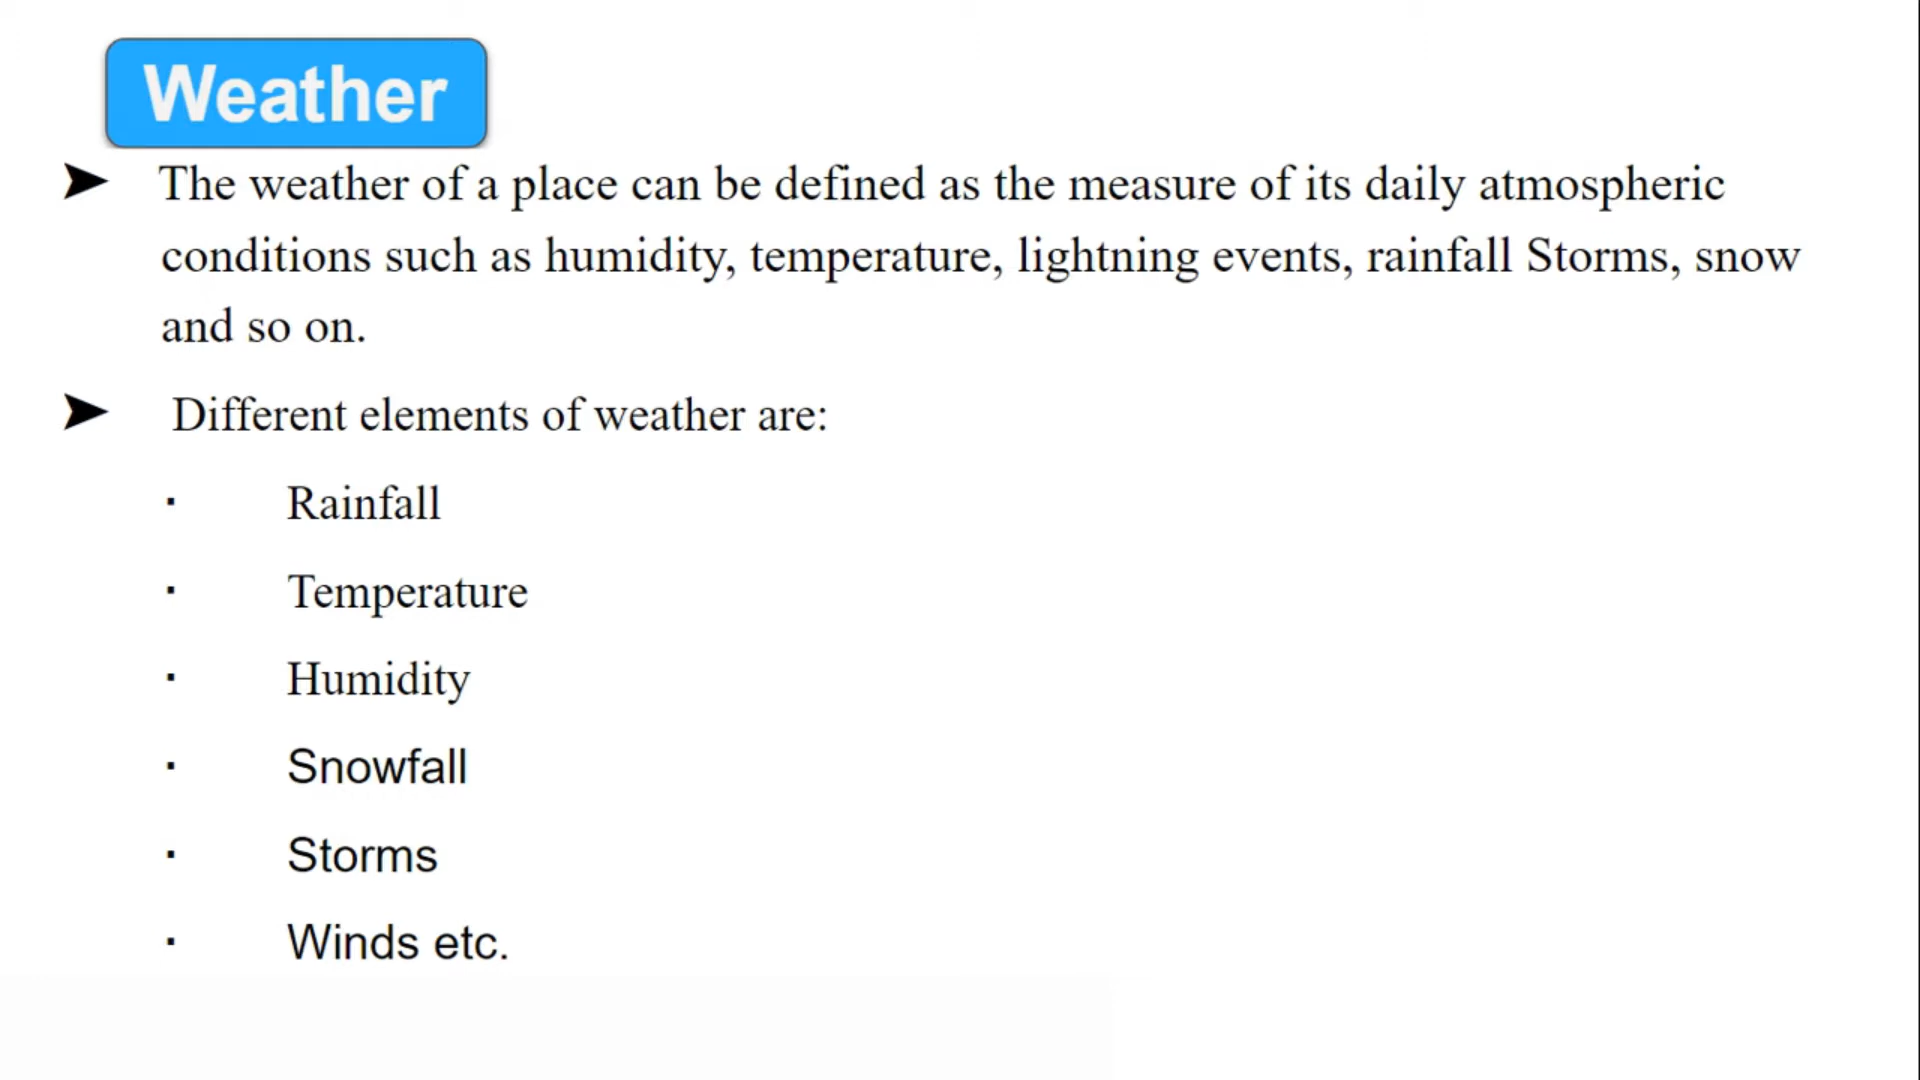 Weather
➤ The weather of a place can be defined as the measure of its daily atmospheric
conditions such as humidity, temperature, lightning events, rainfall Storms, snow
and so on.
➤ Different elements of weather are:
· Rainfall
· Temperature
· Humidity
· Snowfall
· Storms
· Winds etc.